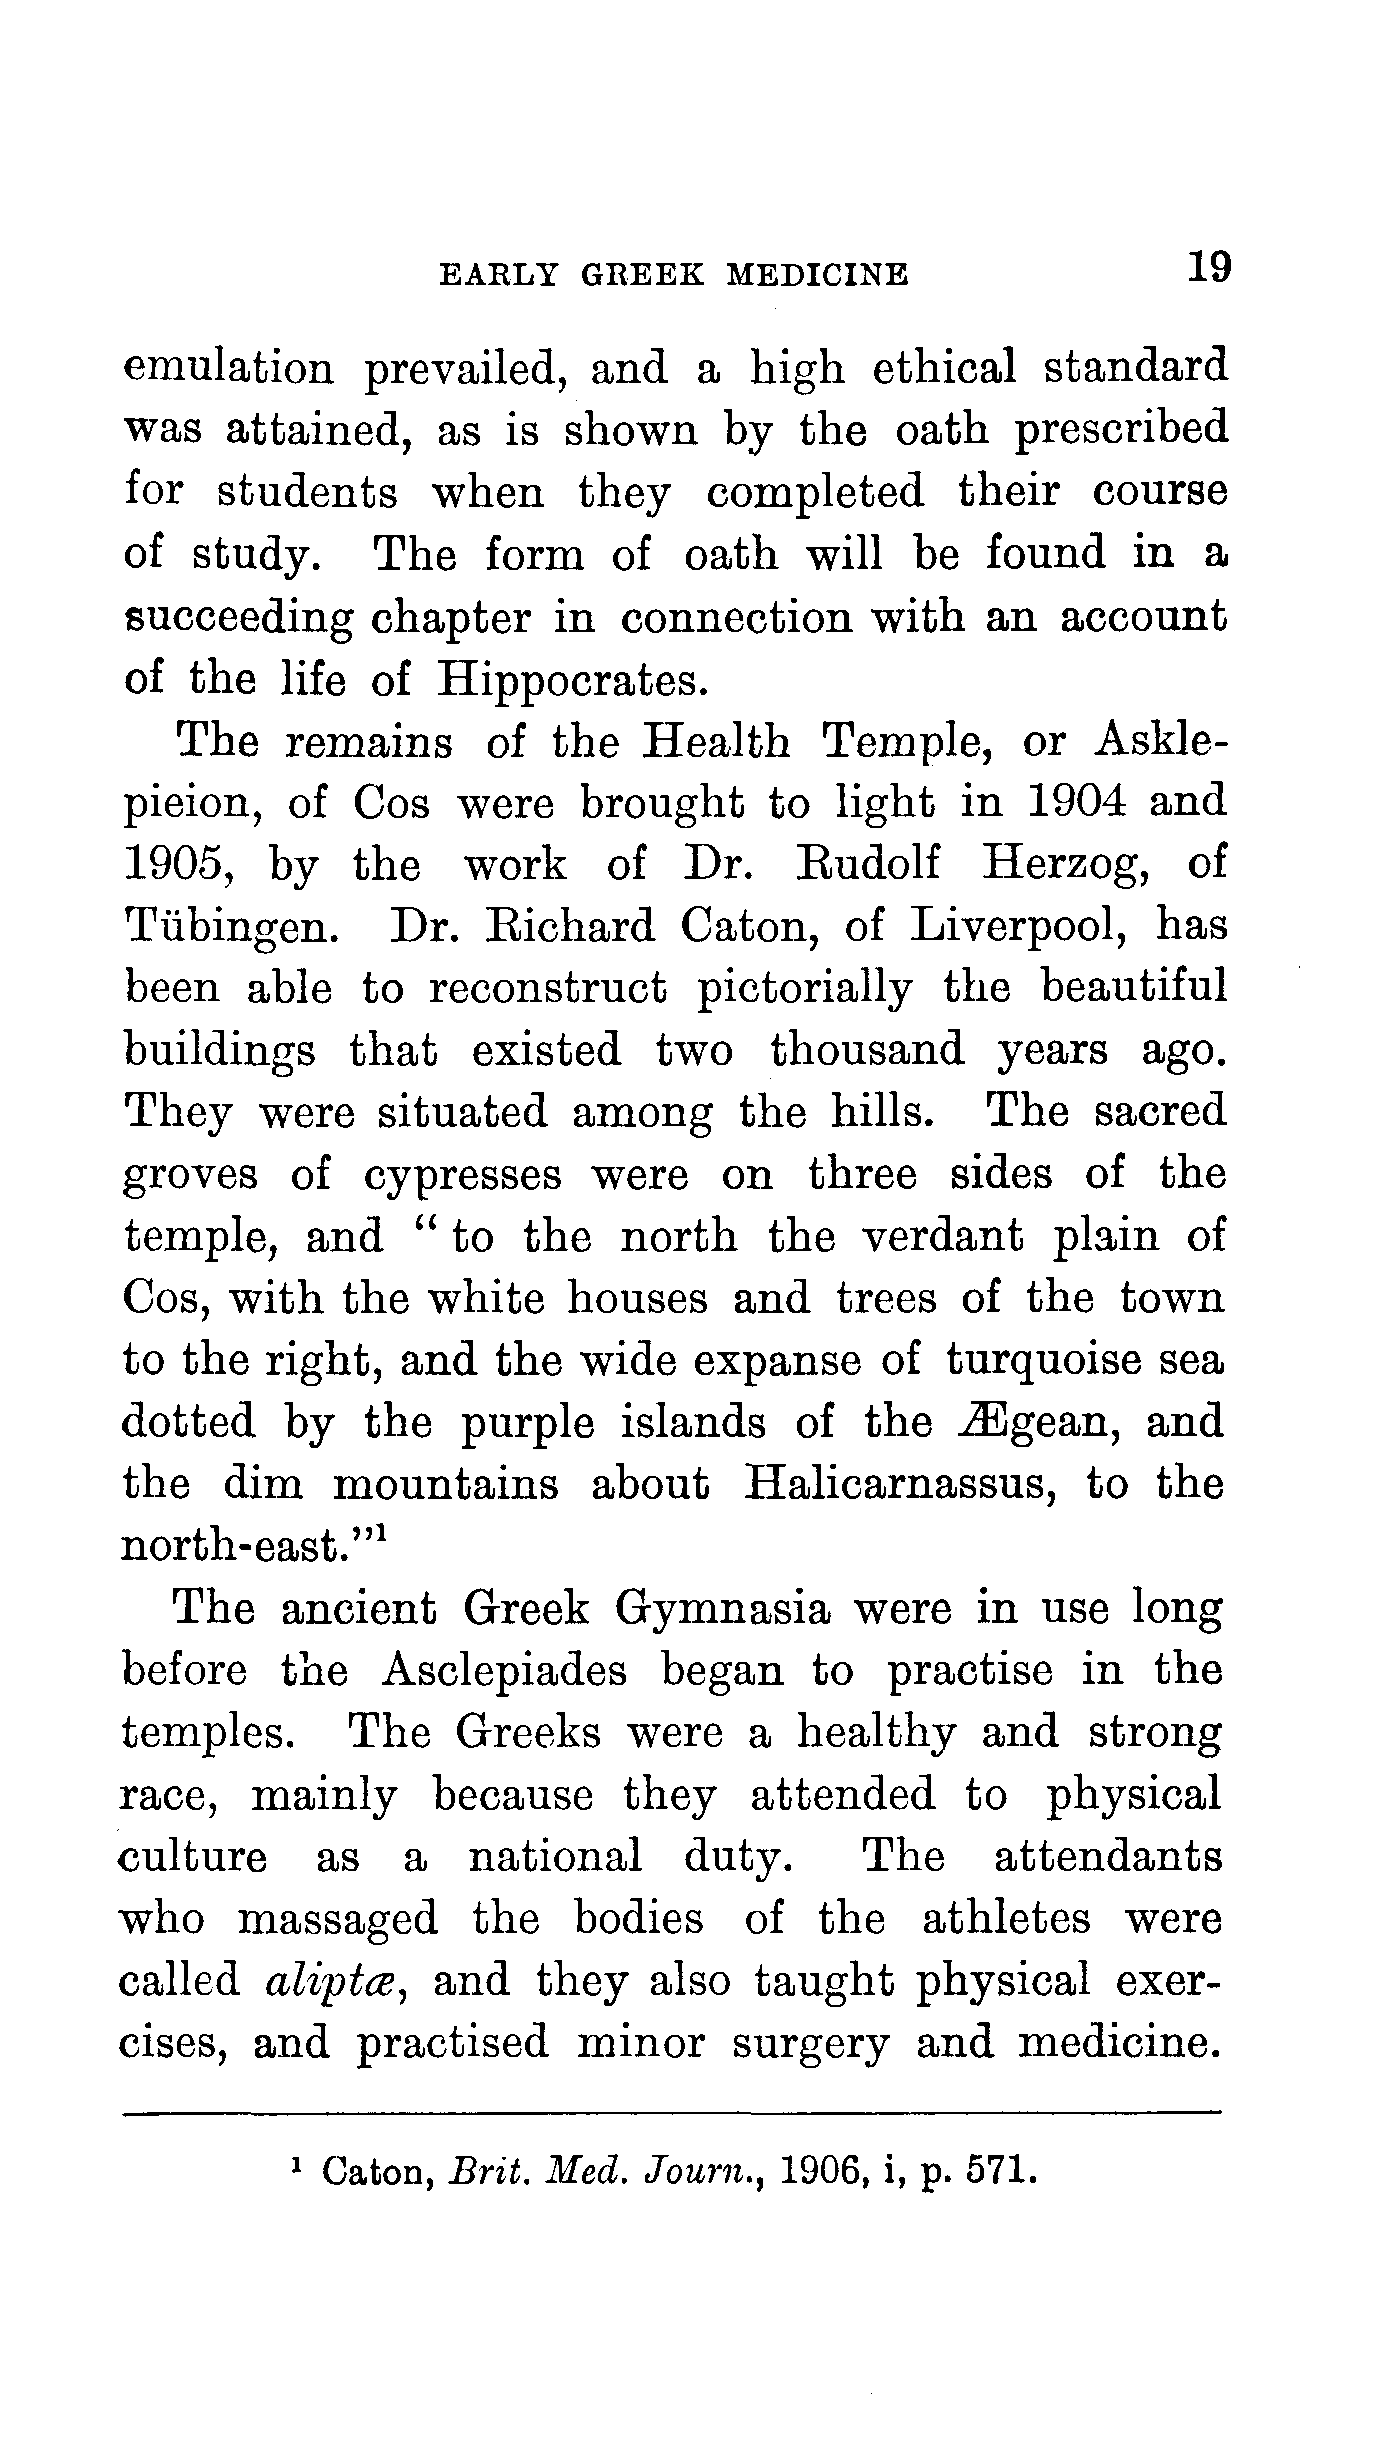 EARLY GREEK MEDICINE 19
emulation prevailed, and a high ethical standard
was attained, as is shown by the oath prescribed
for students when they completed their course
of study. The form of oath will be found in a
succeeding chapter in connection with an account
of the life of Hippocrates.
The remains of the Health Temple, or Askle-
pieion, of Cos were brought to light in 1904 and
1905, by the work of Dr. Rudolf Herzog, of
Tübingen. Dr. Richard Caton, of Liverpool, has
been able to reconstruct pictorially the beautiful
buildings that existed two thousand years ago.
They were situated among the hills. The sacred
groves of cypresses were on three sides of the
temple, and “ to the north the verdant plain of
Cos, with the white houses and trees of the town
to the right, and the wide expanse of turquoise sea
dotted by the purple islands of the Ægean, and
the dim mountains about Halicarnassus, to the
north-east.”¹
The ancient Greek Gymnasia were in use long
before the Asclepiades began to practise in the
temples. The Greeks were a healthy and strong
race, mainly because they attended to physical
culture as a national duty. The attendants
who massaged the bodies of the athletes were
called aliptæ, and they also taught physical exer-
cises, and practised minor surgery and medicine.
¹ Caton, Brit. Med. Journ., 1906, i, p. 571.